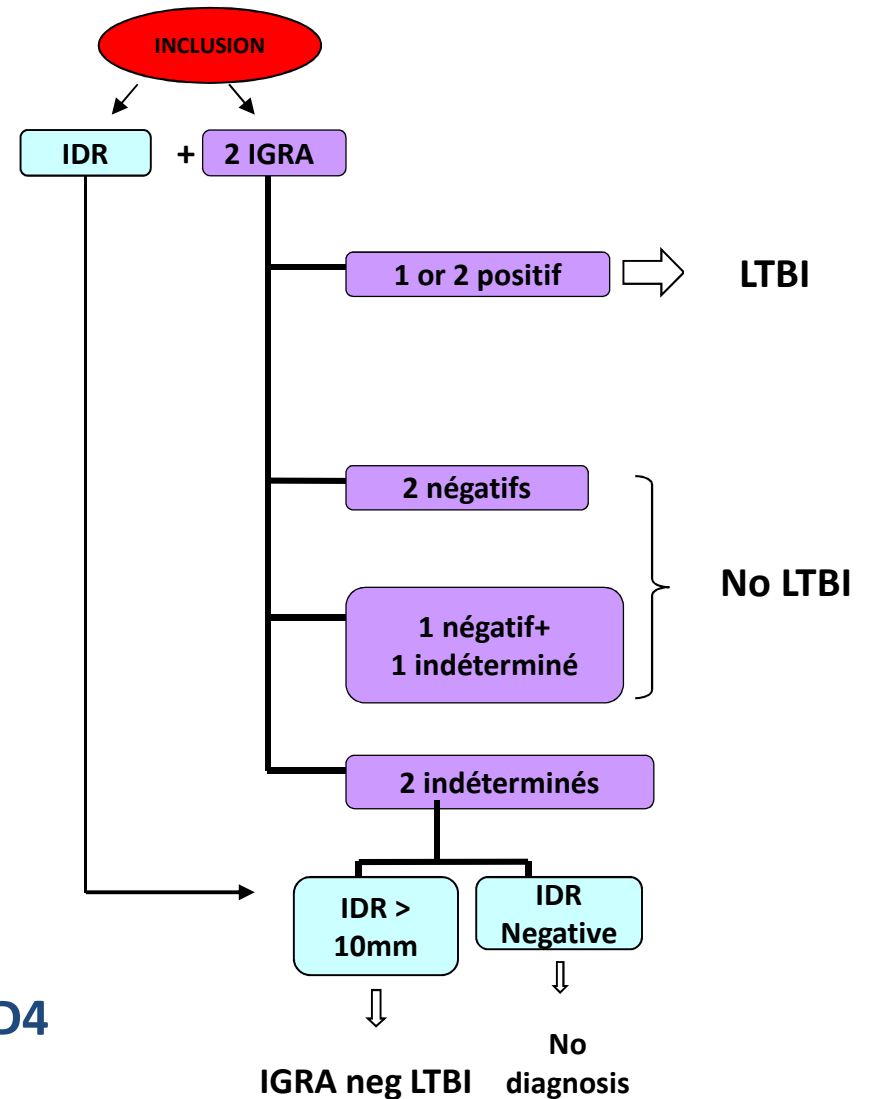 INCLUSION
IDR
+
2 IGRA
1 or 2 positif
LTBI
2 négatifs
No LTBI
1 négatif+
1 indéterminé
2 indéterminés
IDR >
10mm
IDR
Negative
D4
No
diagnosis
IGRA neg LTBI